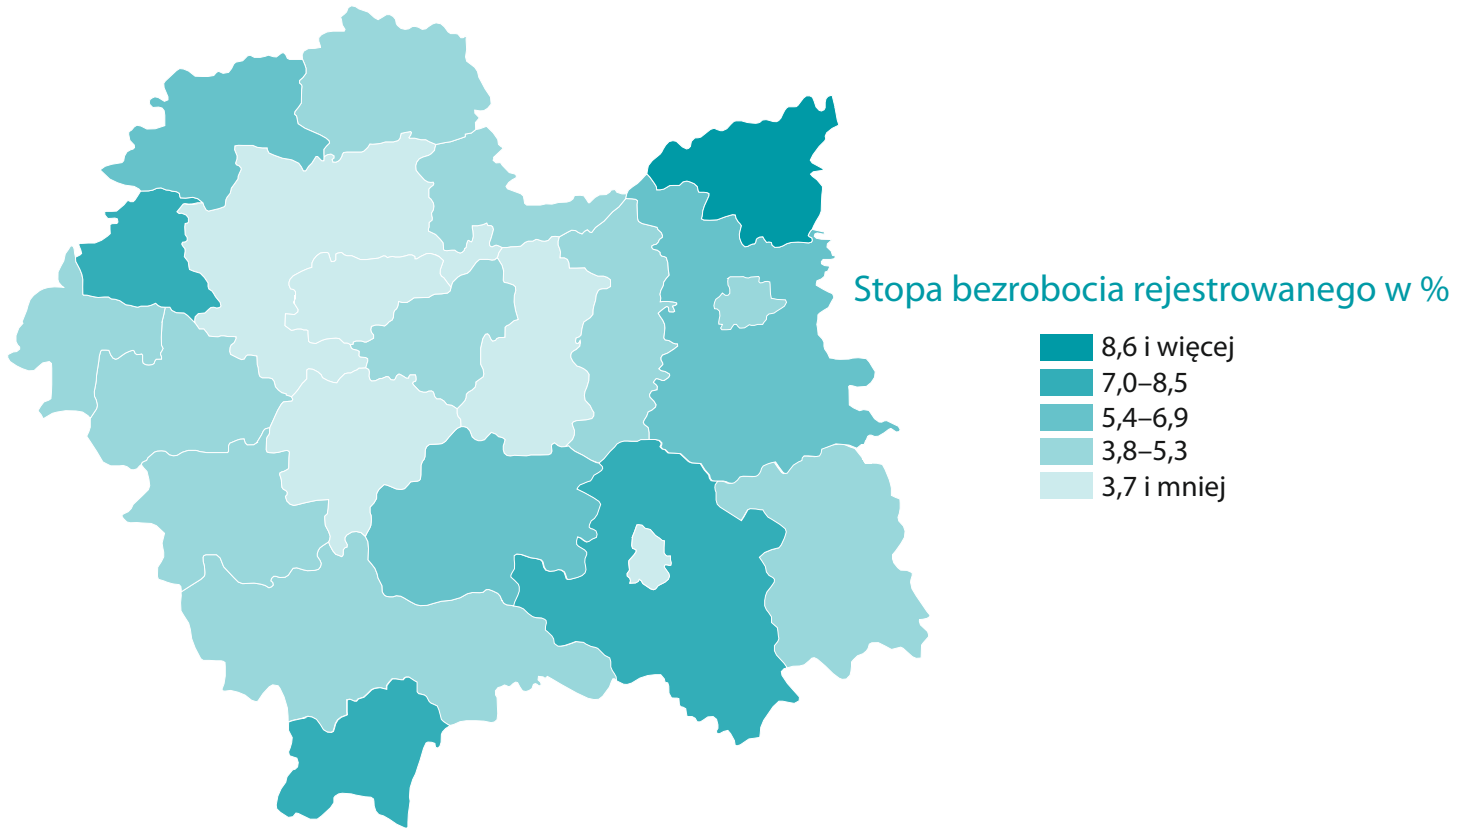 Stopa bezrobocia rejestrowanego w %
8,6 i więcej
7,0–8,5
5,4–6,9
3,8–5,3
3,7 i mniej